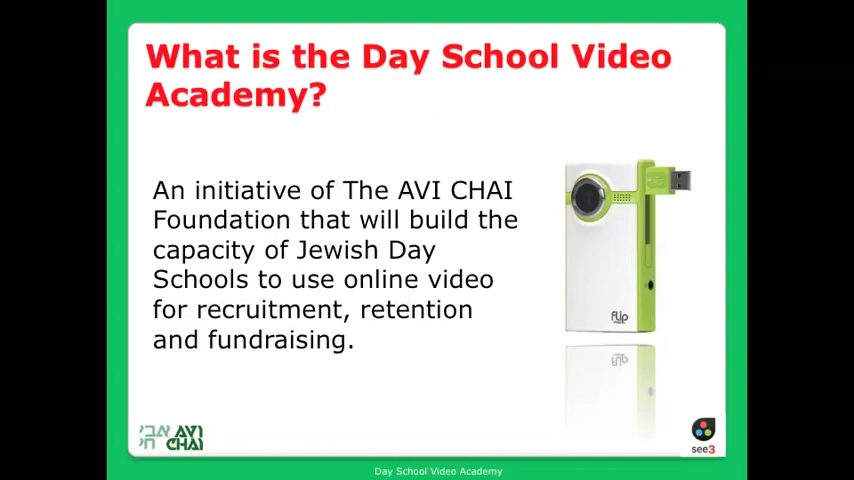 What is the Day School Video
Academy?
An initiative of The AVI CHAI
Foundation that will build the
capacity of Jewish Day
Schools to use online video
for recruitment, retention
and fundraising.
flip
אבי AVI
חי CHAI
see3
Day School Video Academy